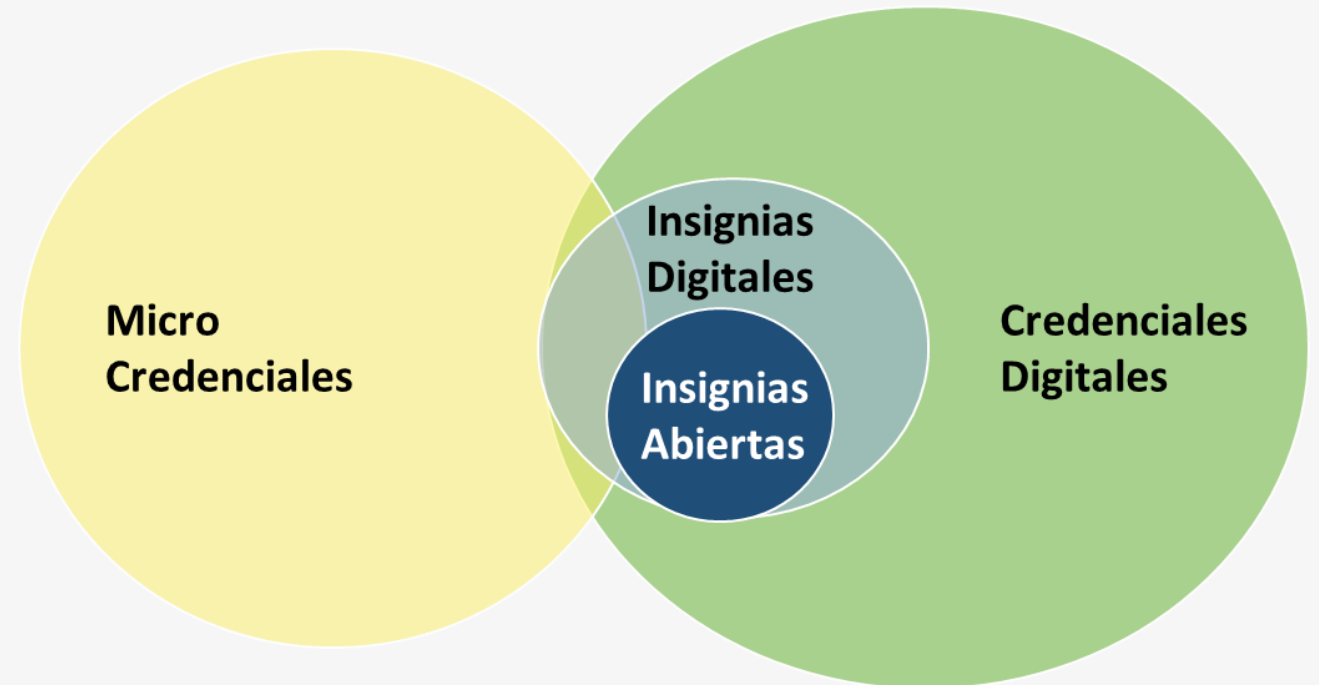 Micro
Credenciales
Insignias
Digitales
Insignias
Abiertas
Credenciales
Digitales